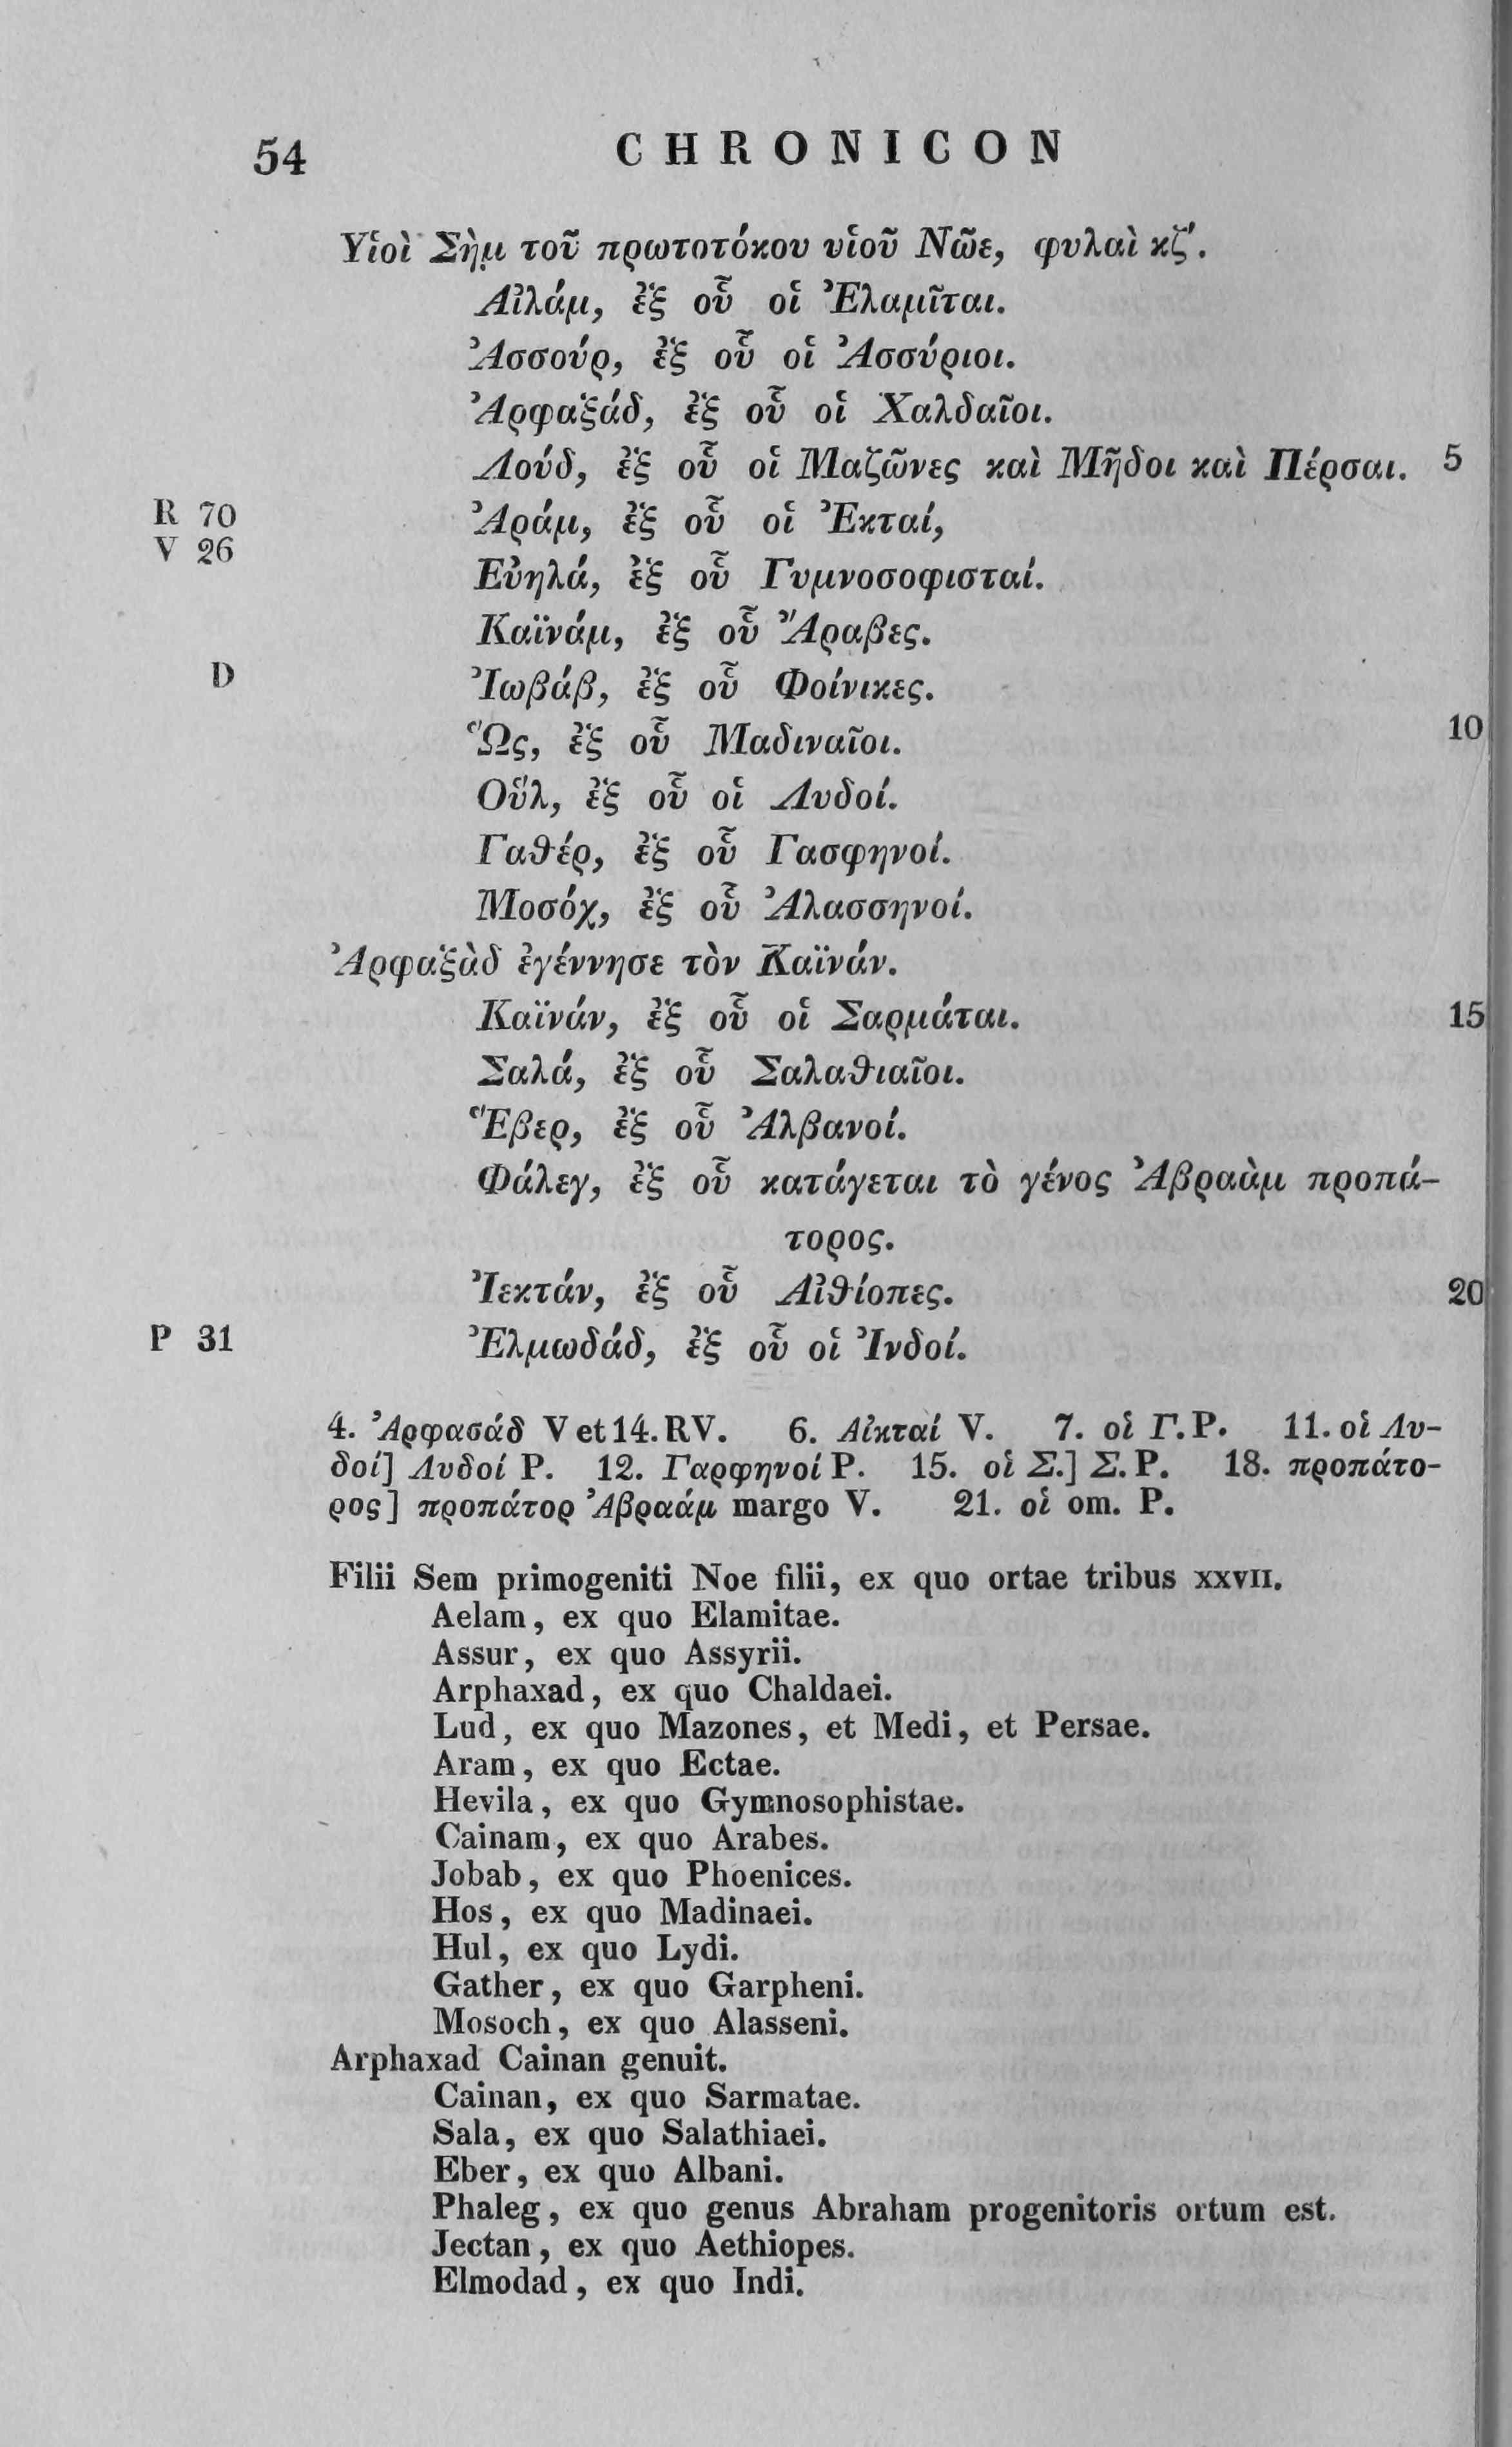 54
CHRONICON
Υἱοὶ Σὴμ τοῦ πρωτοτόκου υἱοῦ Νῶε, φυλαὶ κζʹ.
Αἰλάμ, ἐξ οὗ οἱ Ἐλαμῖται.
Ἀσσούρ, ἐξ οὗ οἱ Ἀσσύριοι.
Ἀρφαξάδ, ἐξ οὗ οἱ Χαλδαῖοι.
Λούδ, ἐξ οὗ οἱ Μαζῶνες καὶ Μῆδοι καὶ Πέρσαι. 5
R 70 Ἀράμ, ἐξ οὗ οἱ Ἐκταί,
V 26
Εὐηλά, ἐξ οὗ Γυμνοσοφισταί.
Καϊνάμ, ἐξ οὗ Ἄραβες.
D Ἰωβάβ, ἐξ οὗ Φοίνικες.
Ὣς, ἐξ οὗ Μαδιναῖοι. 10
Οὔλ, ἐξ οὗ οἱ Λυδοί.
Γαθέρ, ἐξ οὗ Γασφηνοί.
Μοσόχ, ἐξ οὗ Ἀλασσηνοί.
Ἀρφαξὰδ ἐγέννησε τὸν Καϊνάν.
Καϊνάν, ἐξ οὗ οἱ Σαρμάται. 15
Σαλά, ἐξ οὗ Σαλαθιαῖοι.
Ἕβερ, ἐξ οὗ Ἀλβανοί.
Φάλεγ, ἐξ οὗ κατάγεται τὸ γένος Ἀβραὰμ προπά-
τορος.
Ἰεκτάν, ἐξ οὗ Αἰθίοπες. 20
P 31 Ἐλμωδάδ, ἐξ οὗ οἱ Ἰνδοί.
4. Ἀρφασάδ V et 14. RV. 6. Αἰκταί V. 7. οἱ Γ. P. 11. οἱ Λυ-
δοί] Λυδοί P. 12. Γαρφηνοί P. 15. οἱ Σ.] Σ. P. 18. προπάτο-
ρος] προπάτορ Ἀβραάμ margo V. 21. οἱ om. P.
Filii Sem primogeniti Noe filii, ex quo ortae tribus XXVII.
Aelam, ex quo Elamitae.
Assur, ex quo Assyrii.
Arphaxad, ex quo Chaldaei.
Lud, ex quo Mazones, et Medi, et Persae.
Aram, ex quo Ectae.
Hevila, ex quo Gymnosophistae.
Cainam, ex quo Arabes.
Jobab, ex quo Phoenices.
Hos, ex quo Madinaei.
Hul, ex quo Lydi.
Gather, ex quo Garpheni.
Mosoch, ex quo Alasseni.
Arphaxad Cainan genuit.
Cainan, ex quo Sarmatae.
Sala, ex quo Salathiaei.
Eber, ex quo Albani.
Phaleg, ex quo genus Abraham progenitoris ortum est.
Jectan, ex quo Aethiopes.
Elmodad, ex quo Indi.